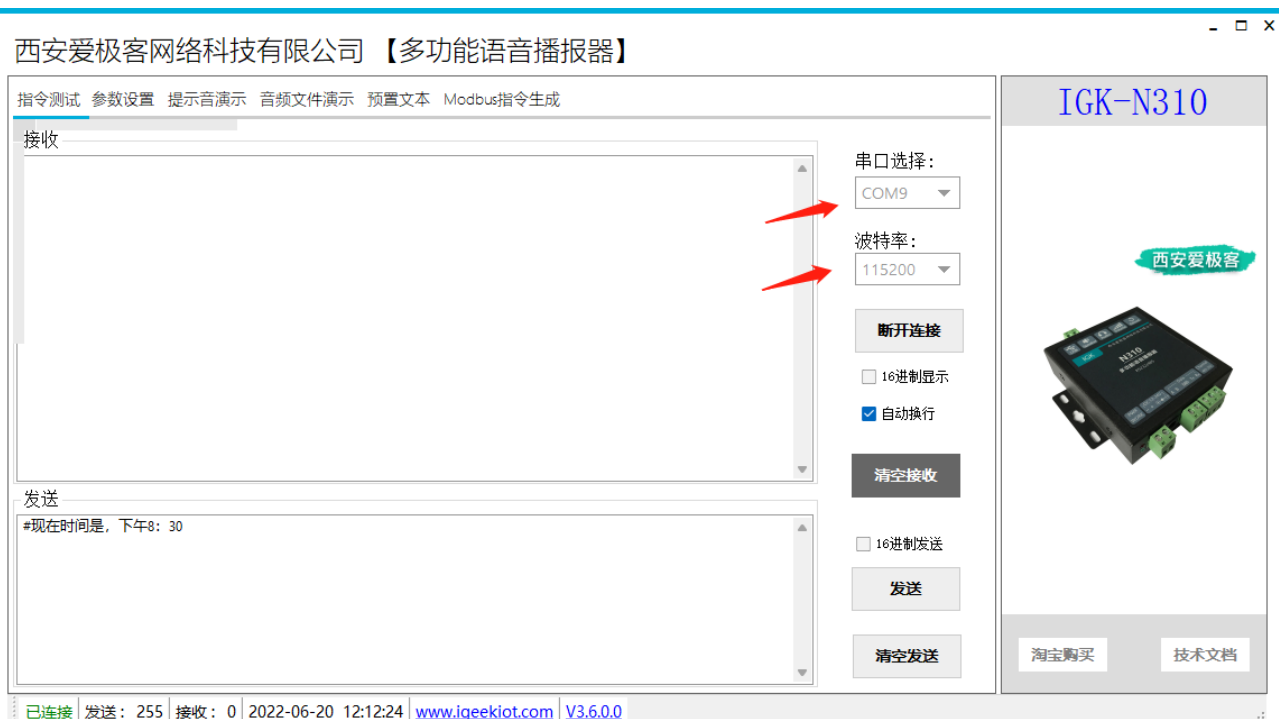 西安爱极客网络科技有限公司 【多功能语音播报器】
指令测试 参数设置 提示音演示 音频文件演示 预置文本 Modbus指令生成
IGK-N310
接收
串口选择:
COM9
波特率:
115200
西安爱极客
断开连接
N310
16进制显示
自动换行
清空接收
发送
#现在时间是，下午8：30
16进制发送
发送
清空发送
淘宝购买 技术文档
已连接 发送: 255 接收: 0 2022-06-20 12:12:24 www.igeekiot.com V3.6.0.0